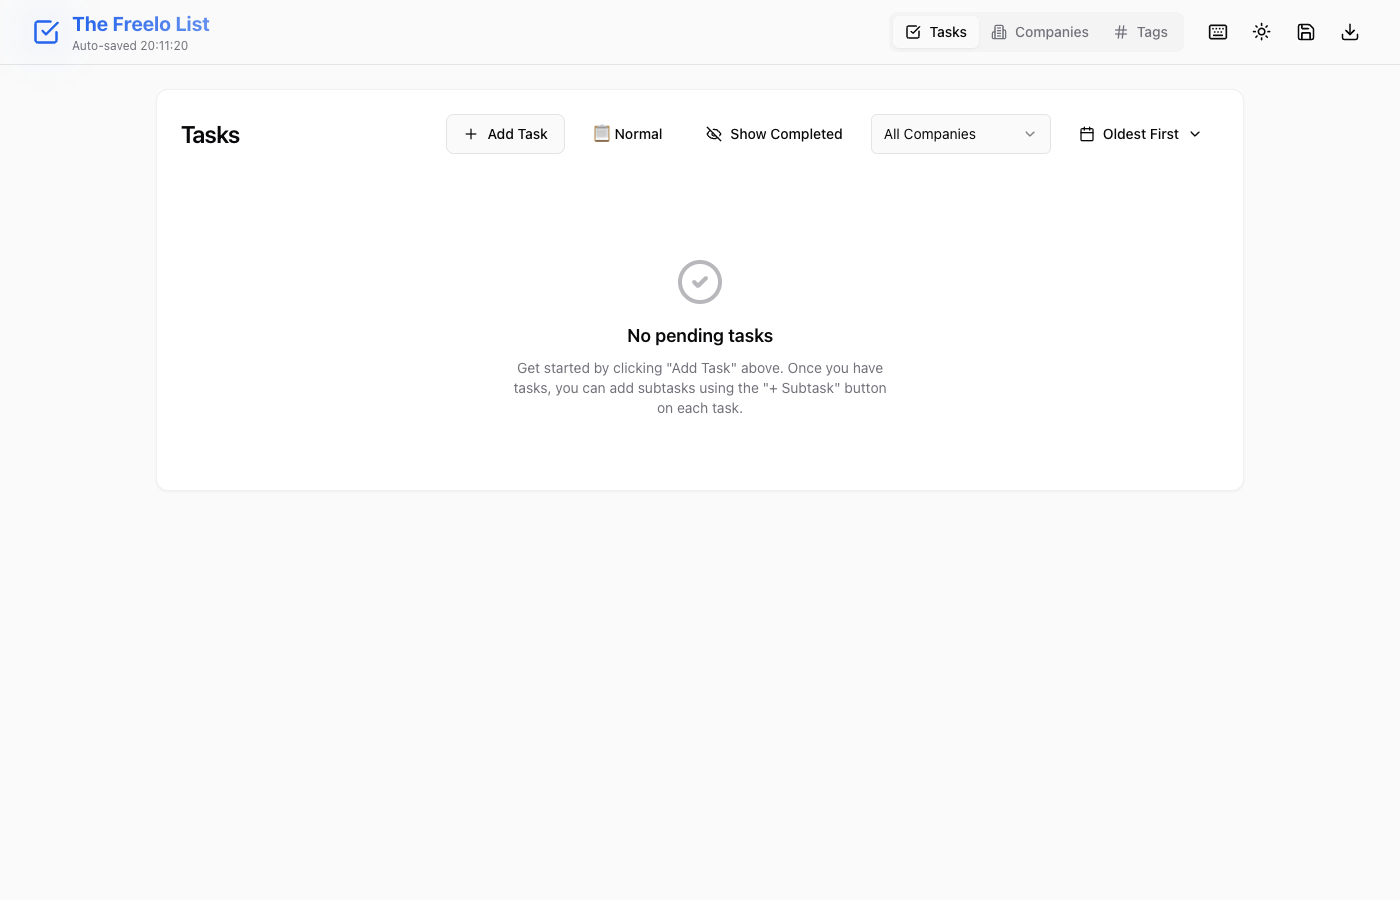 The Freelo List
Auto-saved 20:11:20
Tasks
Companies
Tags
Tasks
Add Task
Normal
Show Completed
All Companies
Oldest First
No pending tasks
Get started by clicking "Add Task" above. Once you have
tasks, you can add subtasks using the "+ Subtask" button
on each task.